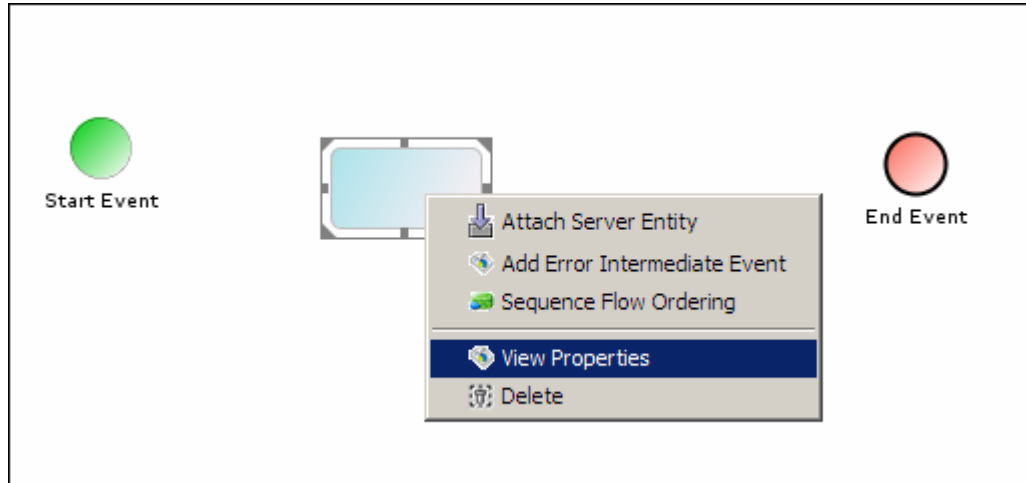 Start Event
End Event
Attach Server Entity
Add Error Intermediate Event
Sequence Flow Ordering
View Properties
Delete